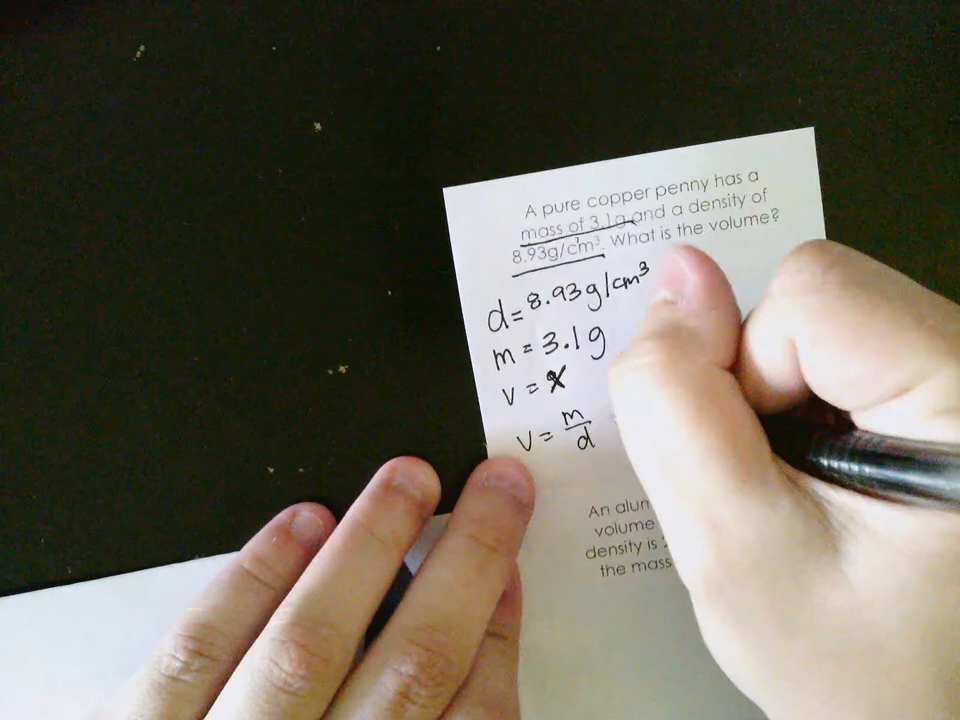 A pure copper penny has a
mass of 3.1g and a density of
8.93g/cm³. What is the volume?
d = 8.93 g/cm³
m = 3.1 g
v = x
v = m/d
An
volume
density is
the mass